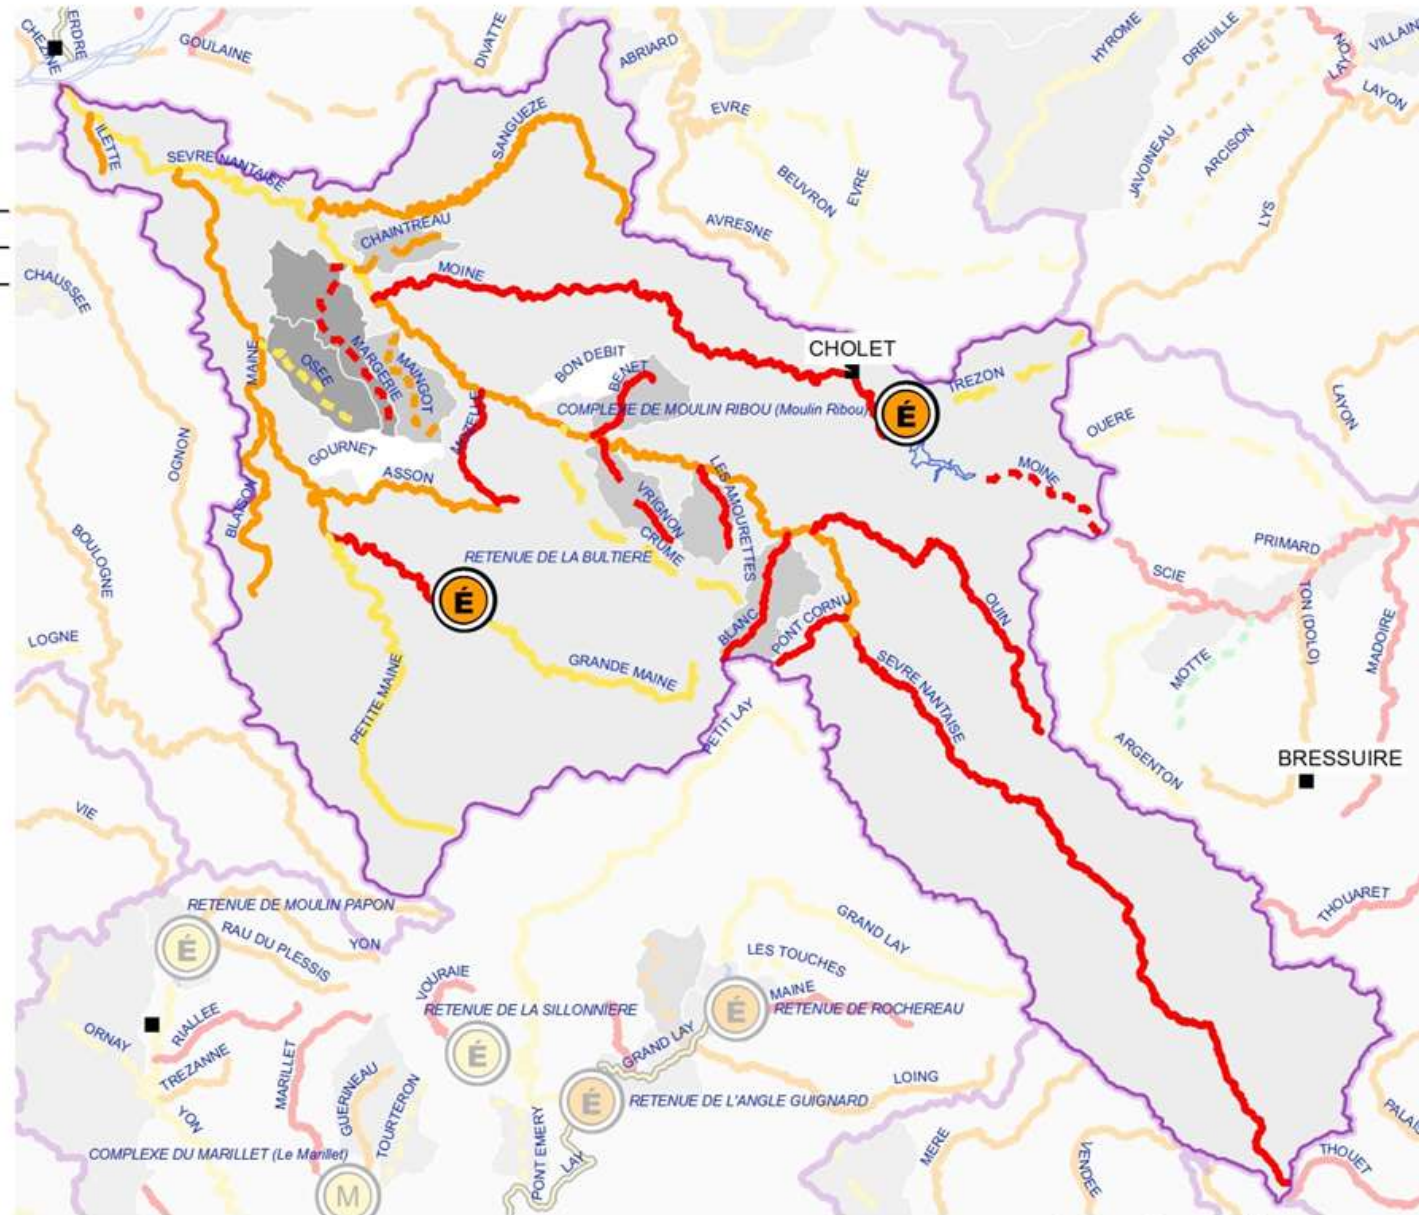 CHEZINE
ERDRE
GOULAINE
DIVATTE
ABRIARD
HYROME
DREUILLE
LAYON
VILLAIN
LAYON
ILETTE
SEVRE NANTAISE
SANGUEZE
EVRE
BEUVRON
EVRE
JAVOINEAU
ARCISON
LYS
AVRESNE
CHAINTREAU
MOINE
CHAUSSEE
MAINE
OSEE
MARGERIE
MAINGOT
BON DEBIT
BENET
CHOLET
TREZON
COMPLEXE DE MOULIN RIBOU (Moulin Ribou)
É
OUERE
LAYON
OGNON
GOURNET
MOZELLE
ASSON
MOINE
BLAISON
VRIGNON
CRUME
LES AMOURETTES
RETENUE DE LA BULTIERE
BOULOGNE
PRIMARD
SCIE
TON (DOLO)
MADOIRE
É
BLANC
PONT CORNU
OUIN
LOGNE
MOTTE
GRANDE MAINE
SEVRE NANTAISE
PETITE MAINE
PETIT LAY
ARGENTON
BRESSUIRE
VIE
THOUARET
RETENUE DE MOULIN PAPON
É
RAU DU PLESSIS
YON
GRAND LAY
LES TOUCHES
VOURAIE
MAINE
RETENUE DE LA SILLONNIERE
É
RETENUE DE ROCHEREAU
ORNAY
RIALLEE
GRAND LAY
É
TREZANNE
MARILLET
GUERINEAU
TOURTERON
LOING
É
RETENUE DE L'ANGLE GUIGNARD
YON
PONT EMERY
LAY
MERE
VENDEE
PALAIS
THOUET
COMPLEXE DU MARILLET (Le Marillet)
M